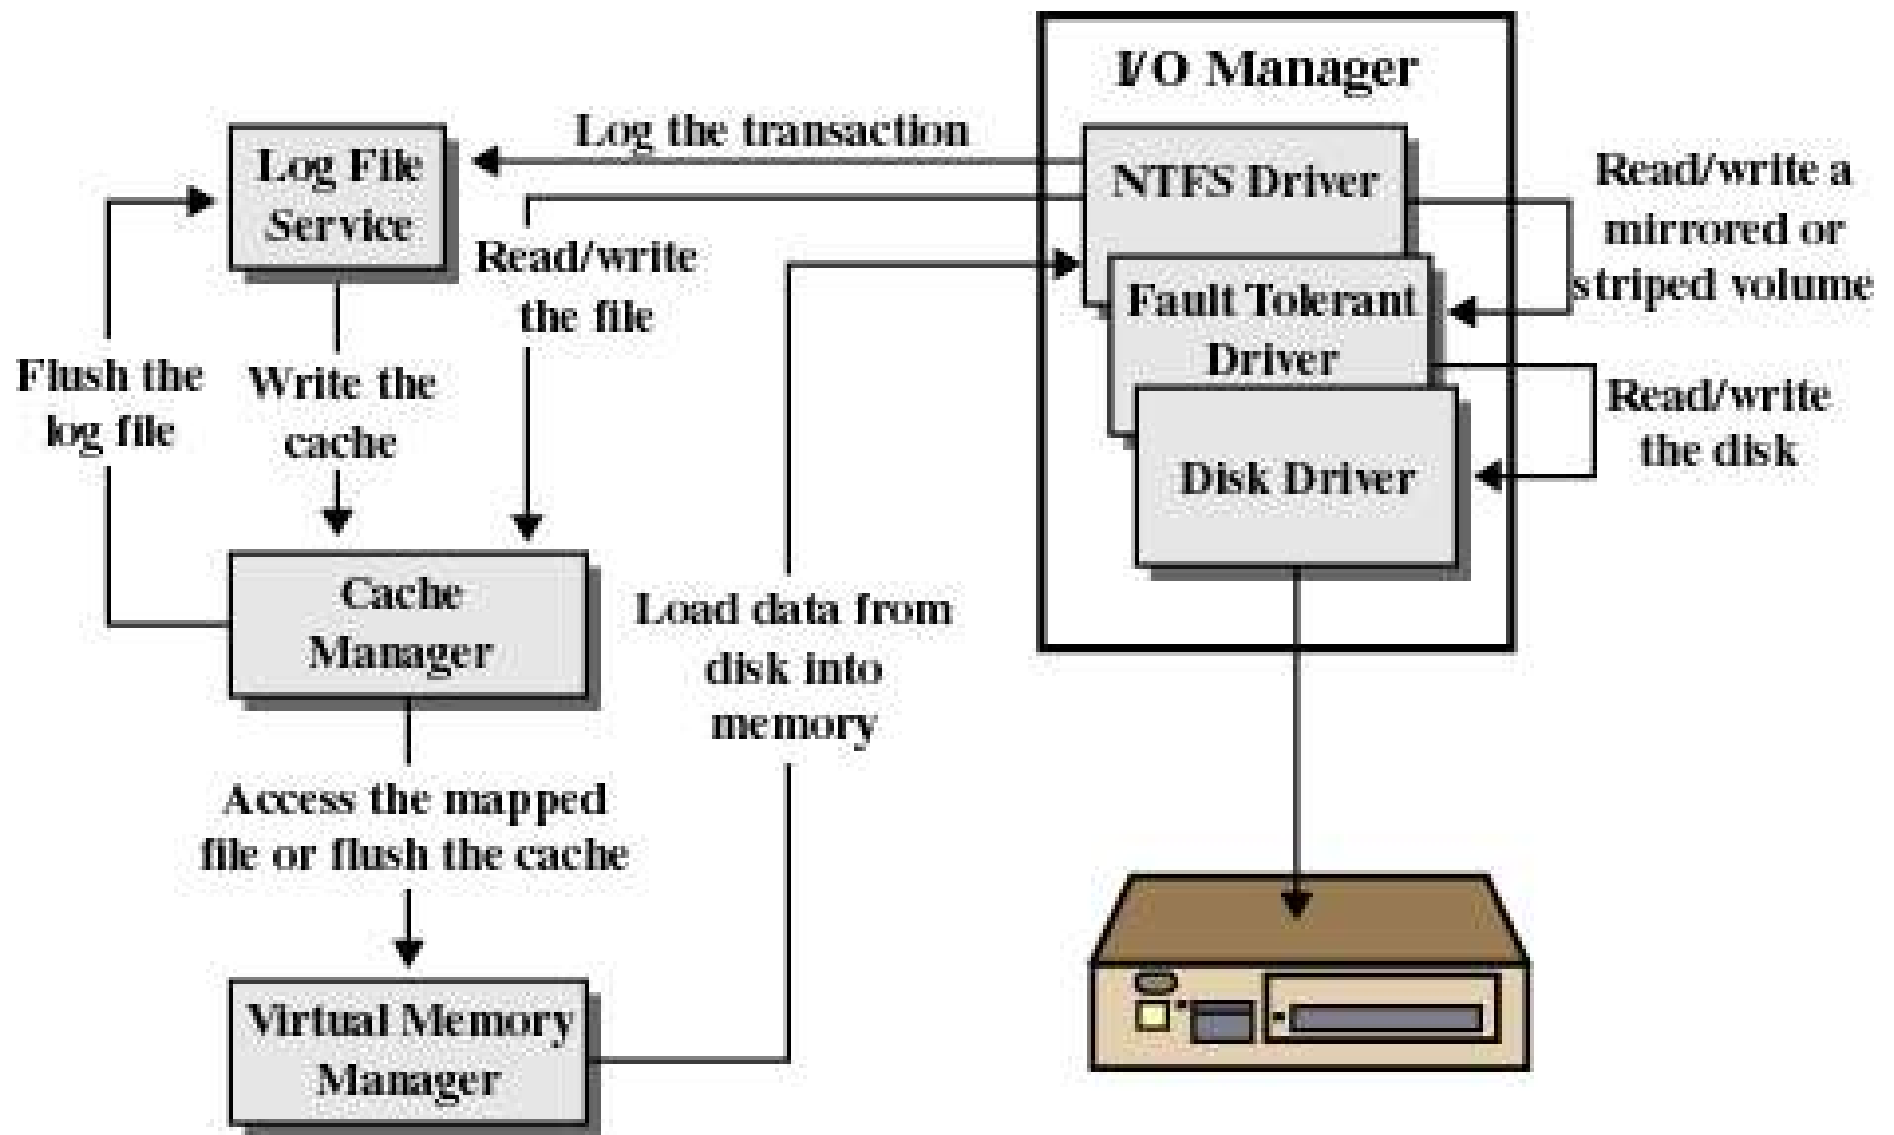 I/O Manager
Log the transaction
Log File
Service
NTFS Driver
Read/write a
mirrored or
striped volume
Read/write
the file
Fault Tolerant
Driver
Flush the
log file
Write the
cache
Read/write
the disk
Disk Driver
Cache
Manager
Load data from
disk into
memory
Access the mapped
file or flush the cache
Virtual Memory
Manager